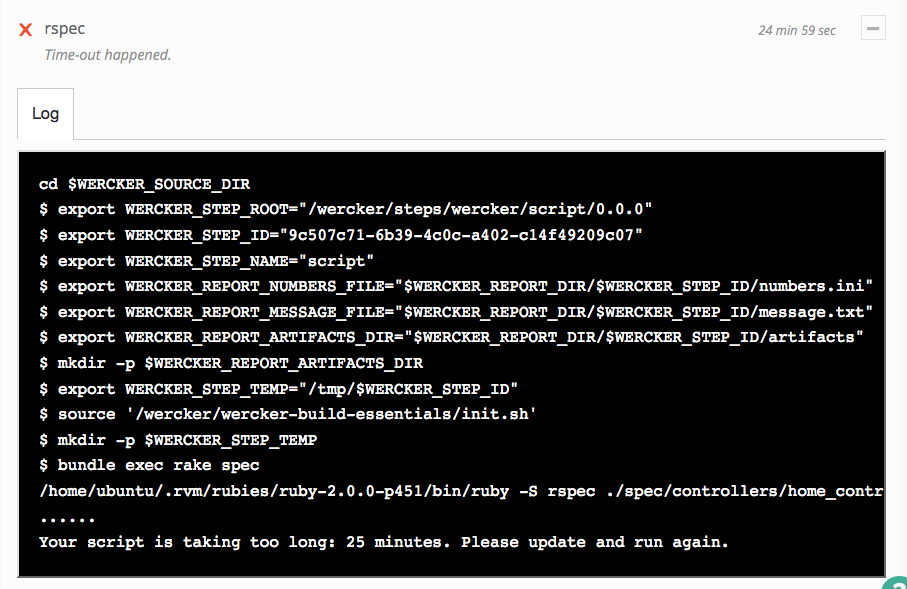 rspec
24 min 59 sec
Time-out happened.
Log
cd $WERCKER_SOURCE_DIR
$ export WERCKER_STEP_ROOT="/wercker/steps/wercker/script/0.0.0"
$ export WERCKER_STEP_ID="9c507c71-6b39-4c0c-a402-c14f49209c07"
$ export WERCKER_STEP_NAME="script"
$ export WERCKER_REPORT_NUMBERS_FILE="$WERCKER_REPORT_DIR/$WERCKER_STEP_ID/numbers.ini"
$ export WERCKER_REPORT_MESSAGE_FILE="$WERCKER_REPORT_DIR/$WERCKER_STEP_ID/message.txt"
$ export WERCKER_REPORT_ARTIFACTS_DIR="$WERCKER_REPORT_DIR/$WERCKER_STEP_ID/artifacts"
$ mkdir -p $WERCKER_REPORT_ARTIFACTS_DIR
$ export WERCKER_STEP_TEMP="/tmp/$WERCKER_STEP_ID"
$ source '/wercker/wercker-build-essentials/init.sh'
$ mkdir -p $WERCKER_STEP_TEMP
$ bundle exec rake spec
/home/ubuntu/.rvm/rubies/ruby-2.0.0-p451/bin/ruby -S rspec ./spec/controllers/home_contr
......
Your script is taking too long: 25 minutes. Please update and run again.